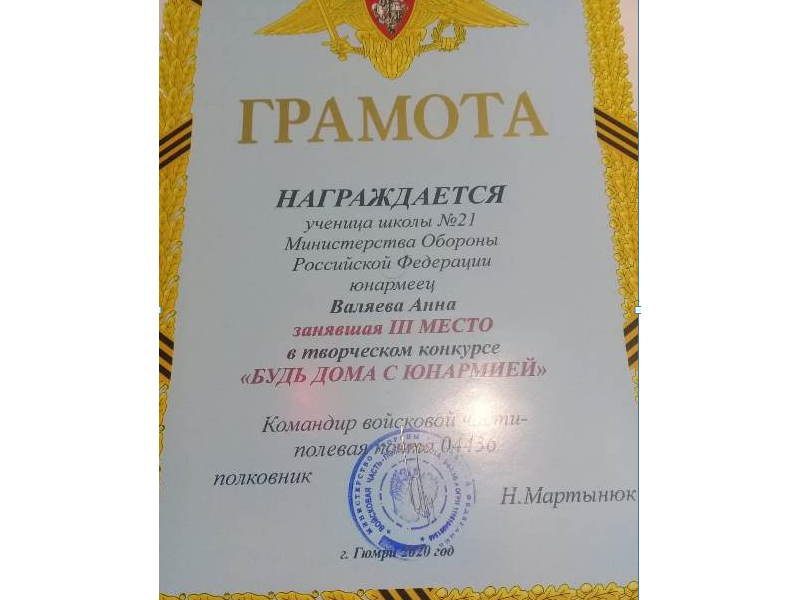 ГРАМОТА
НАГРАЖДАЕТСЯ
ученица школы №21
Министерства Обороны
Российской Федерации
юнармеец
Валяева Анна
занявшая III МЕСТО
в творческом конкурсе
«БУДЬ ДОМА С ЮНАРМИЕЙ»
Командир войсковой части-
полевая почта 04436
полковник
Н.Мартынюк
г. Гюмри 2020 год